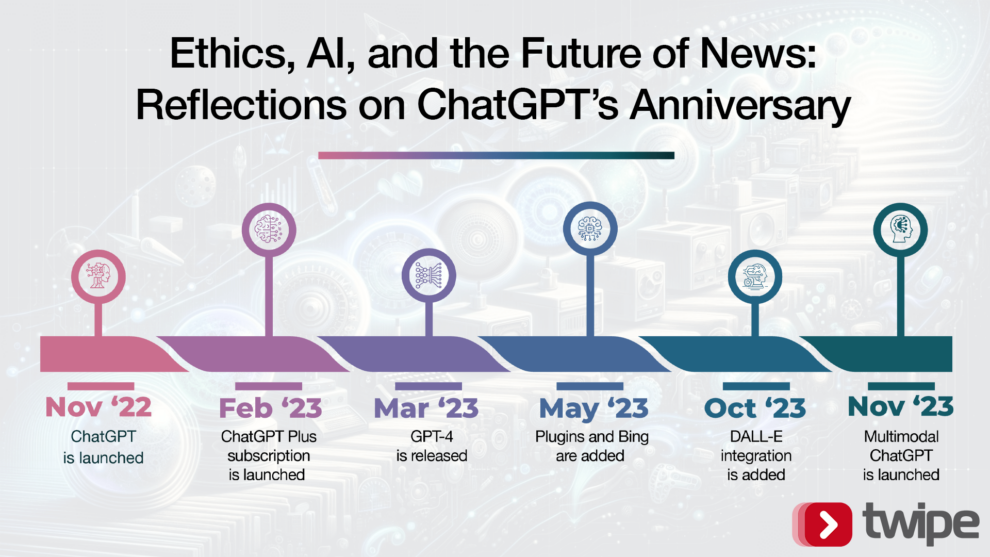 Ethics, AI, and the Future of News:
Reflections on ChatGPT’s Anniversary
Nov ‘22
ChatGPT
is launched
Feb ‘23
ChatGPT Plus
subscription
is launched
Mar ‘23
GPT-4
is released
May ‘23
Plugins and Bing
are added
Oct ‘23
DALL-E
integration
is added
Nov ‘23
Multimodal
ChatGPT
is launched
twipe